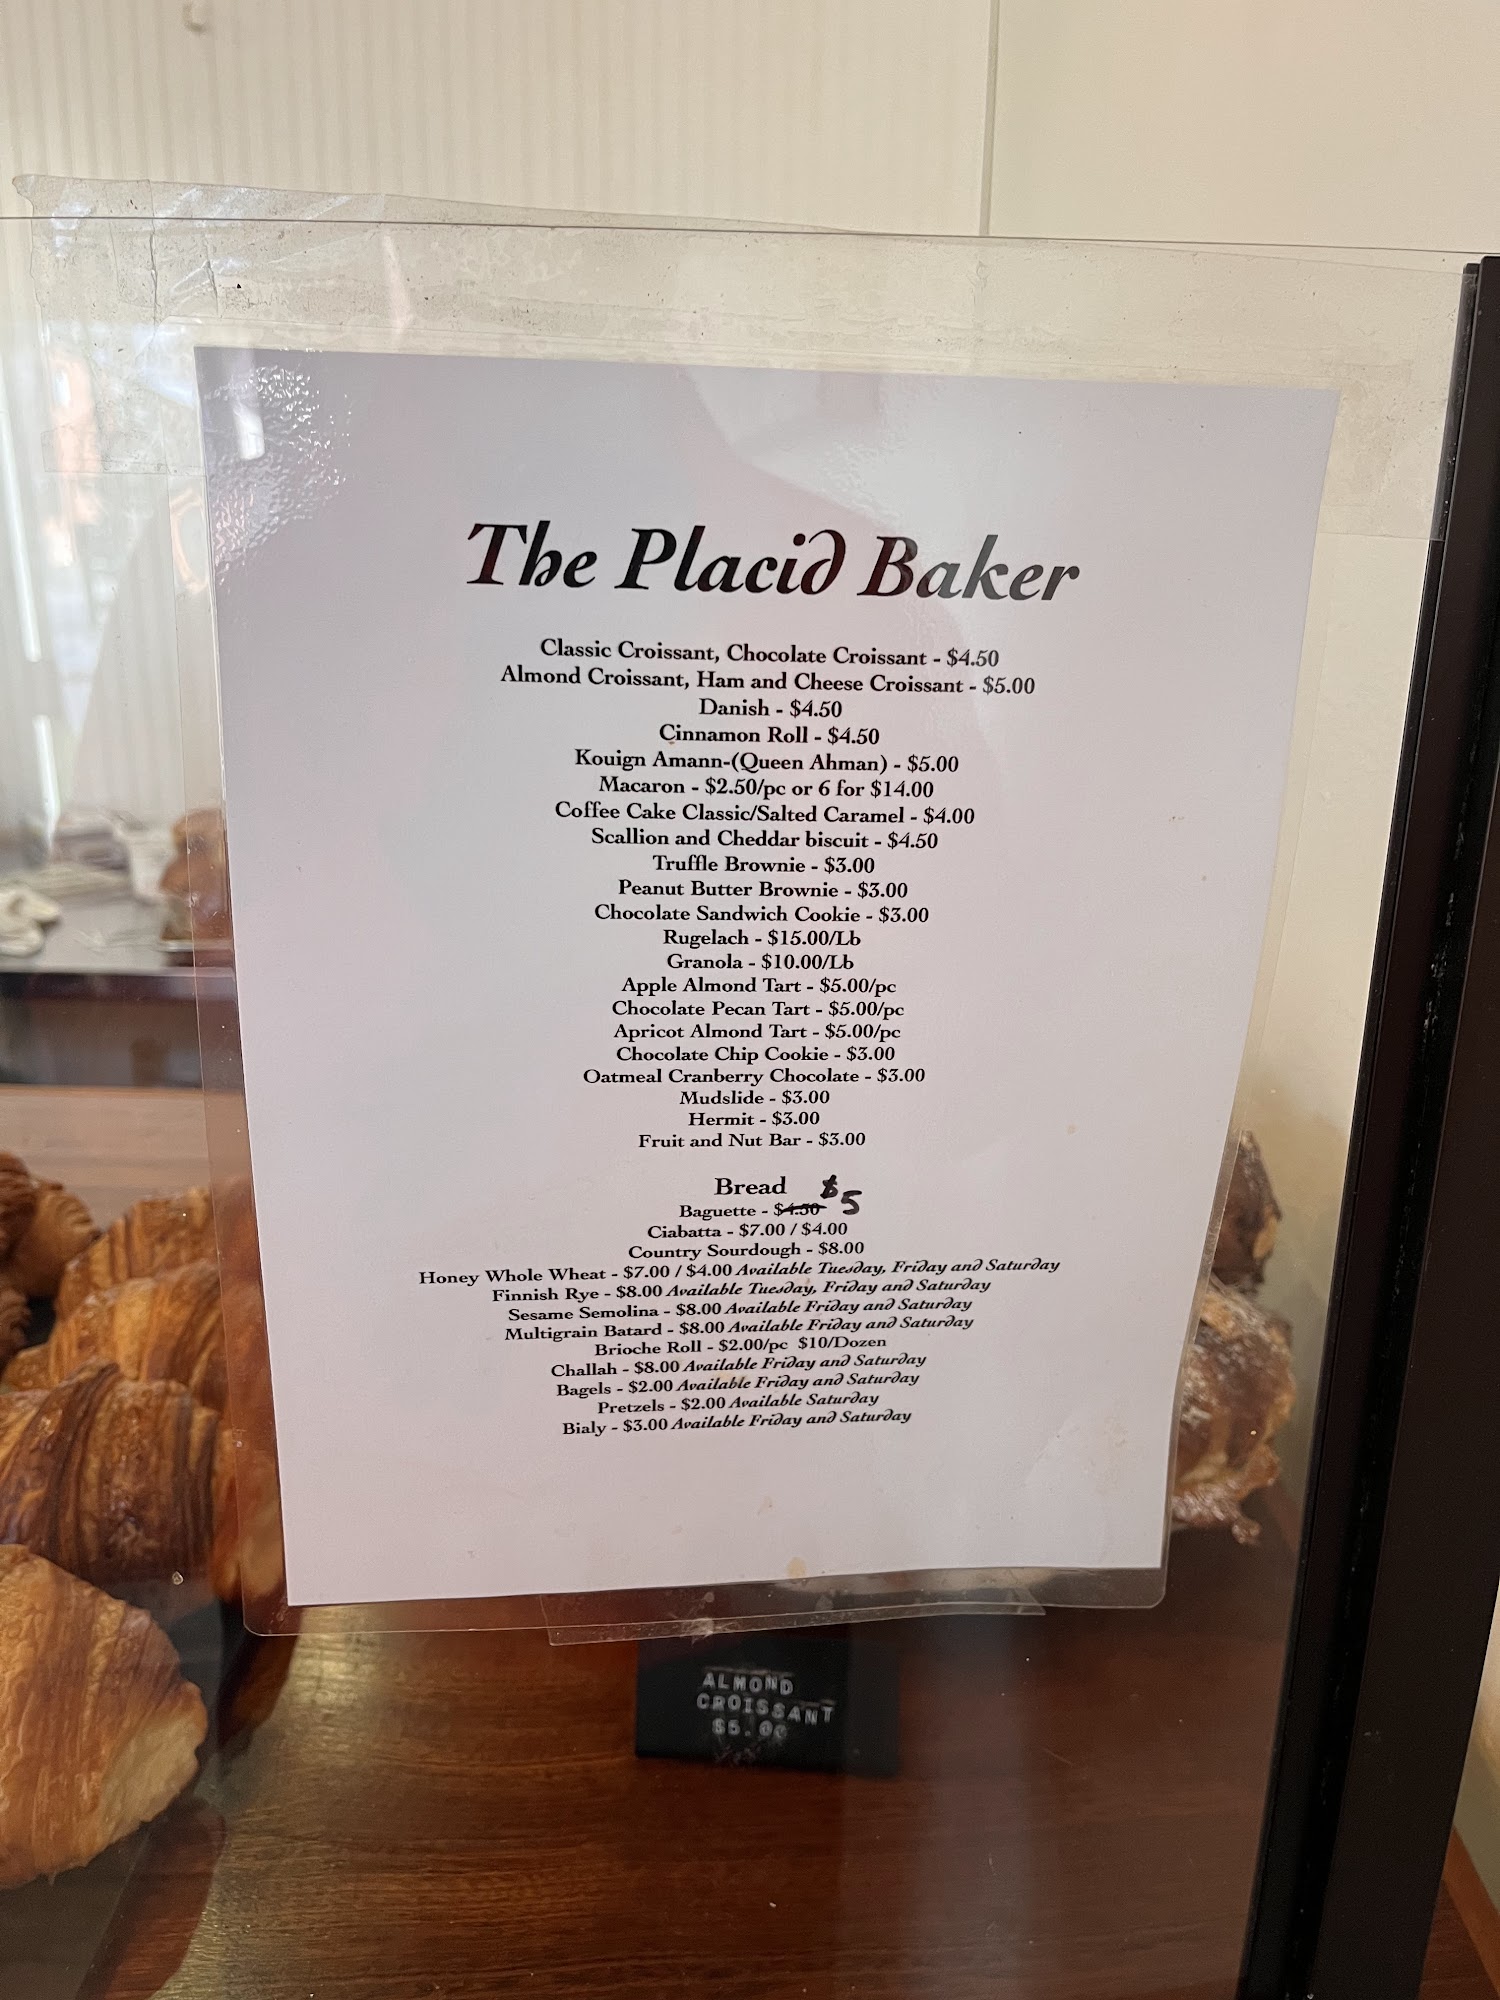 The Placid Baker
Classic Croissant, Chocolate Croissant - $4.50
Almond Croissant, Ham and Cheese Croissant - $5.00
Danish - $4.50
Cinnamon Roll - $4.50
Kouign Amann-(Queen Ahman) - $5.00
Macaron - $2.50/pc or 6 for $14.00
Coffee Cake Classic/Salted Caramel - $4.00
Scallion and Cheddar biscuit - $4.50
Truffle Brownie - $3.00
Peanut Butter Brownie - $3.00
Chocolate Sandwich Cookie - $3.00
Rugelach - $15.00/Lb
Granola - $10.00/Lb
Apple Almond Tart - $5.00/pc
Chocolate Pecan Tart - $5.00/pc
Apricot Almond Tart - $5.00/pc
Chocolate Chip Cookie - $3.00
Oatmeal Cranberry Chocolate - $3.00
Mudslide - $3.00
Hermit - $3.00
Fruit and Nut Bar - $3.00
Bread
Baguette - $4.50 $5
Ciabatta - $7.00 / $4.00
Country Sourdough - $8.00
Honey Whole Wheat - $7.00 / $4.00 Available Tuesday, Friday and Saturday
Finnish Rye - $8.00 Available Tuesday, Friday and Saturday
Sesame Semolina - $8.00 Available Friday and Saturday
Multigrain Batard - $8.00 Available Friday and Saturday
Brioche Roll - $2.00/pc $10/Dozen
Challah - $8.00 Available Friday and Saturday
Bagels - $2.00 Available Friday and Saturday
Pretzels - $2.00 Available Saturday
Bialy - $3.00 Available Friday and Saturday
ALMOND
CROISSANT
$5.00